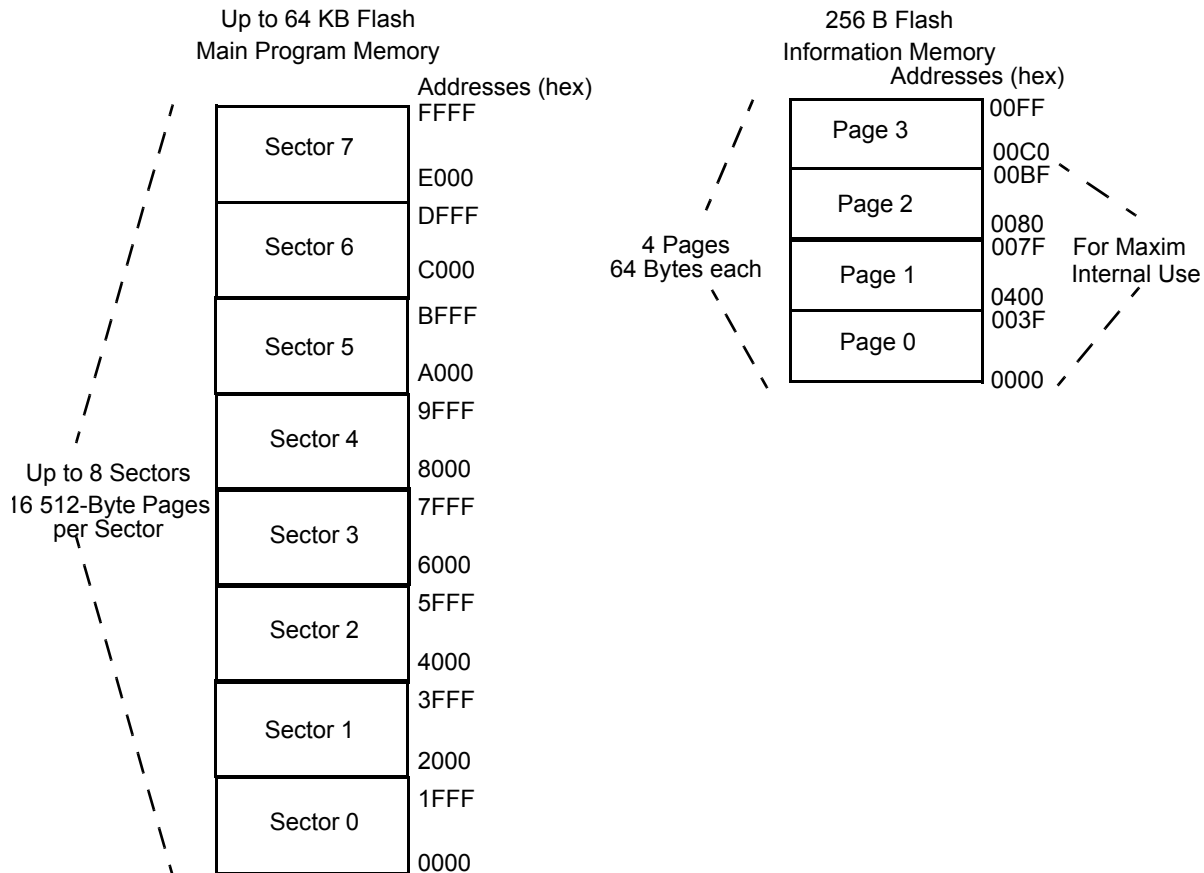 Up to 64 KB Flash
Main Program Memory
Addresses (hex)
FFFF
Sector 7
E000
DFFF
Sector 6
C000
BFFF
Sector 5
A000
9FFF
Sector 4
8000
Up to 8 Sectors
16 512-Byte Pages
per Sector
7FFF
Sector 3
6000
5FFF
Sector 2
4000
3FFF
Sector 1
2000
1FFF
Sector 0
0000
256 B Flash
Information Memory
Addresses (hex)
00FF
Page 3
00C0
00BF
Page 2
0080
4 Pages
64 Bytes each
007F
For Maxim
Internal Use
Page 1
0400
003F
Page 0
0000